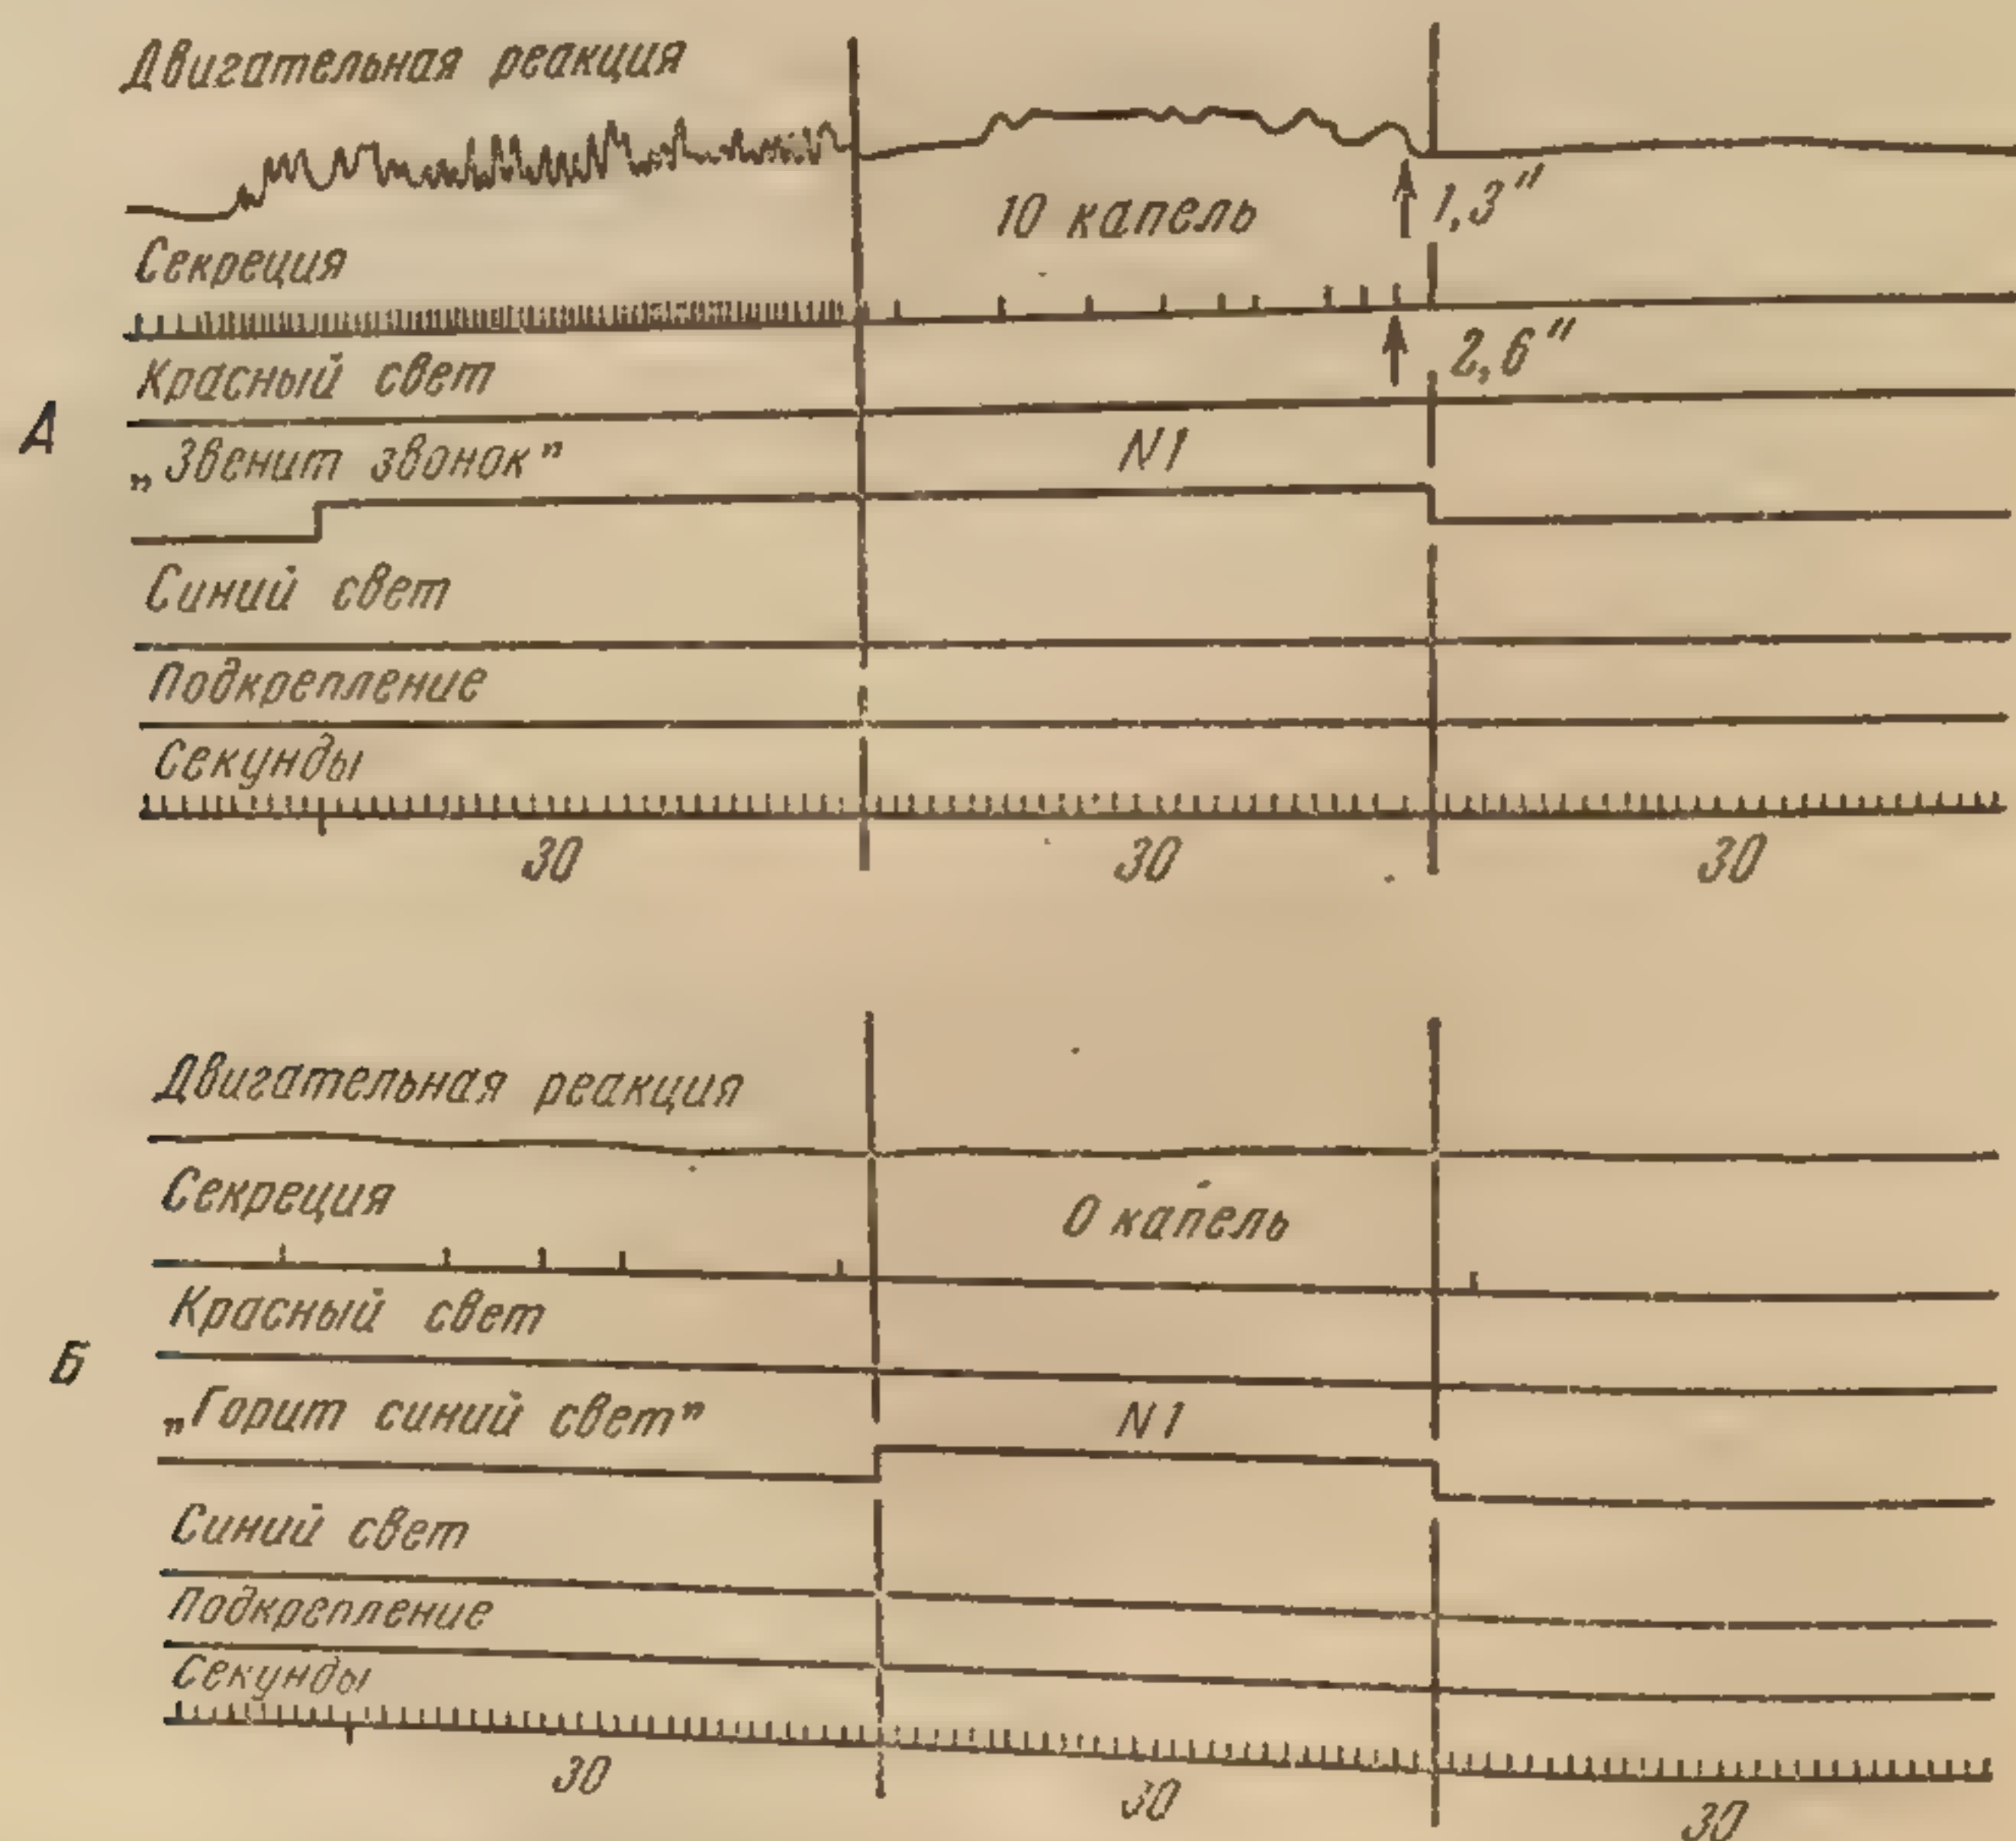 Двигательная реакция
10 капель
1,3"
Секреция
2,6"
Красный свет
А
„Звенит звонок"
N1
Синий свет
Подкрепление
Секунды
30 30 30
Двигательная реакция
Секреция
0 капель
Красный свет
Б
„Горит синий свет"
N1
Синий свет
Подкрепление
Секунды
30 30 30